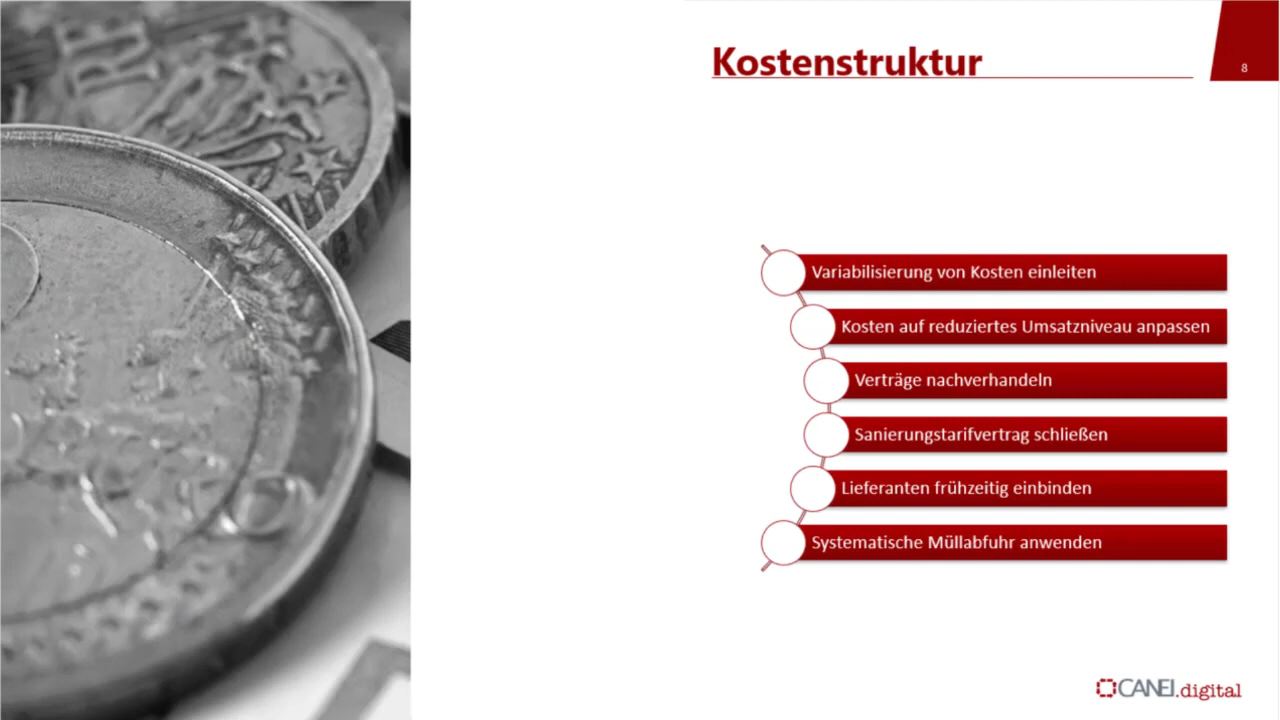 Kostenstruktur
8
Variabilisierung von Kosten einleiten
Kosten auf reduziertes Umsatzniveau anpassen
Verträge nachverhandeln
Sanierungstarifvertrag schließen
Lieferanten frühzeitig einbinden
Systematische Müllabfuhr anwenden
CANEI.digital